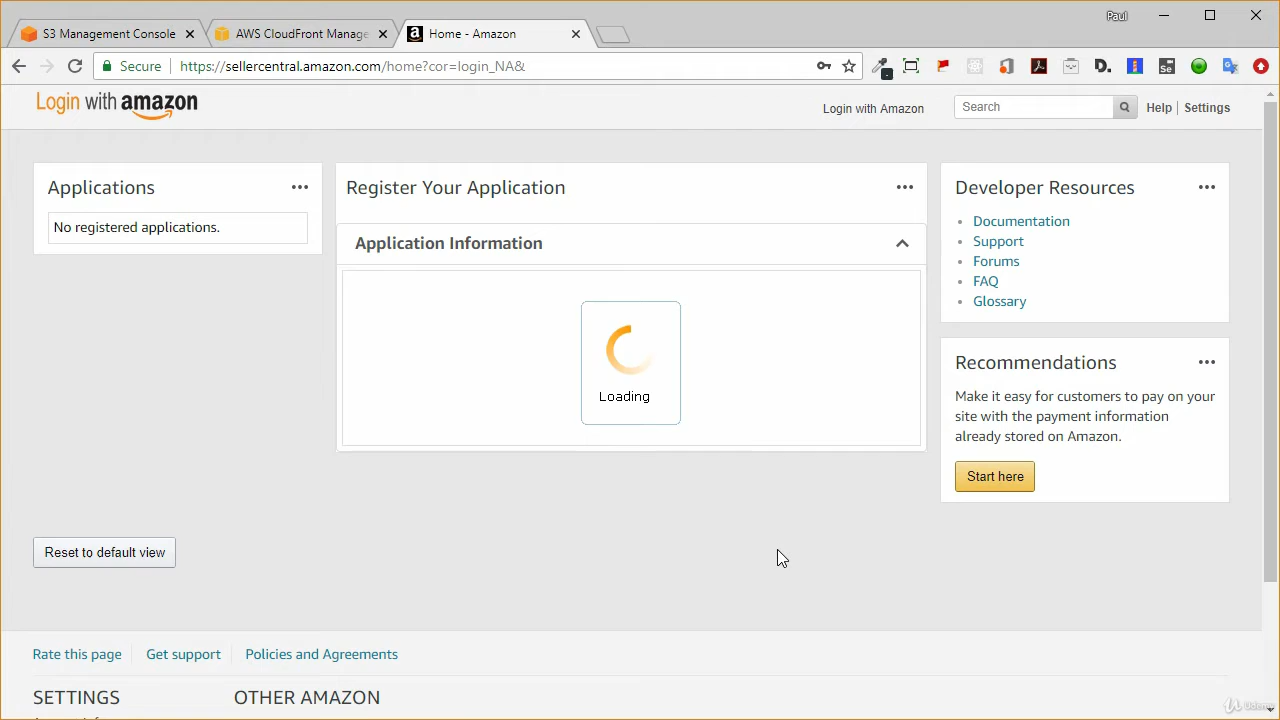 Paul
S3 Management Console
AWS CloudFront Manage
Home - Amazon
Secure
https://sellercentral.amazon.com/home?cor=login_NA&
Login with amazon
Login with Amazon
Search
Help
Settings
Applications
No registered applications.
Register Your Application
Application Information
Loading
Developer Resources
Documentation
Support
Forums
FAQ
Glossary
Recommendations
Make it easy for customers to pay on your
site with the payment information
already stored on Amazon.
Start here
Reset to default view
Rate this page
Get support
Policies and Agreements
SETTINGS
OTHER AMAZON
Udemy